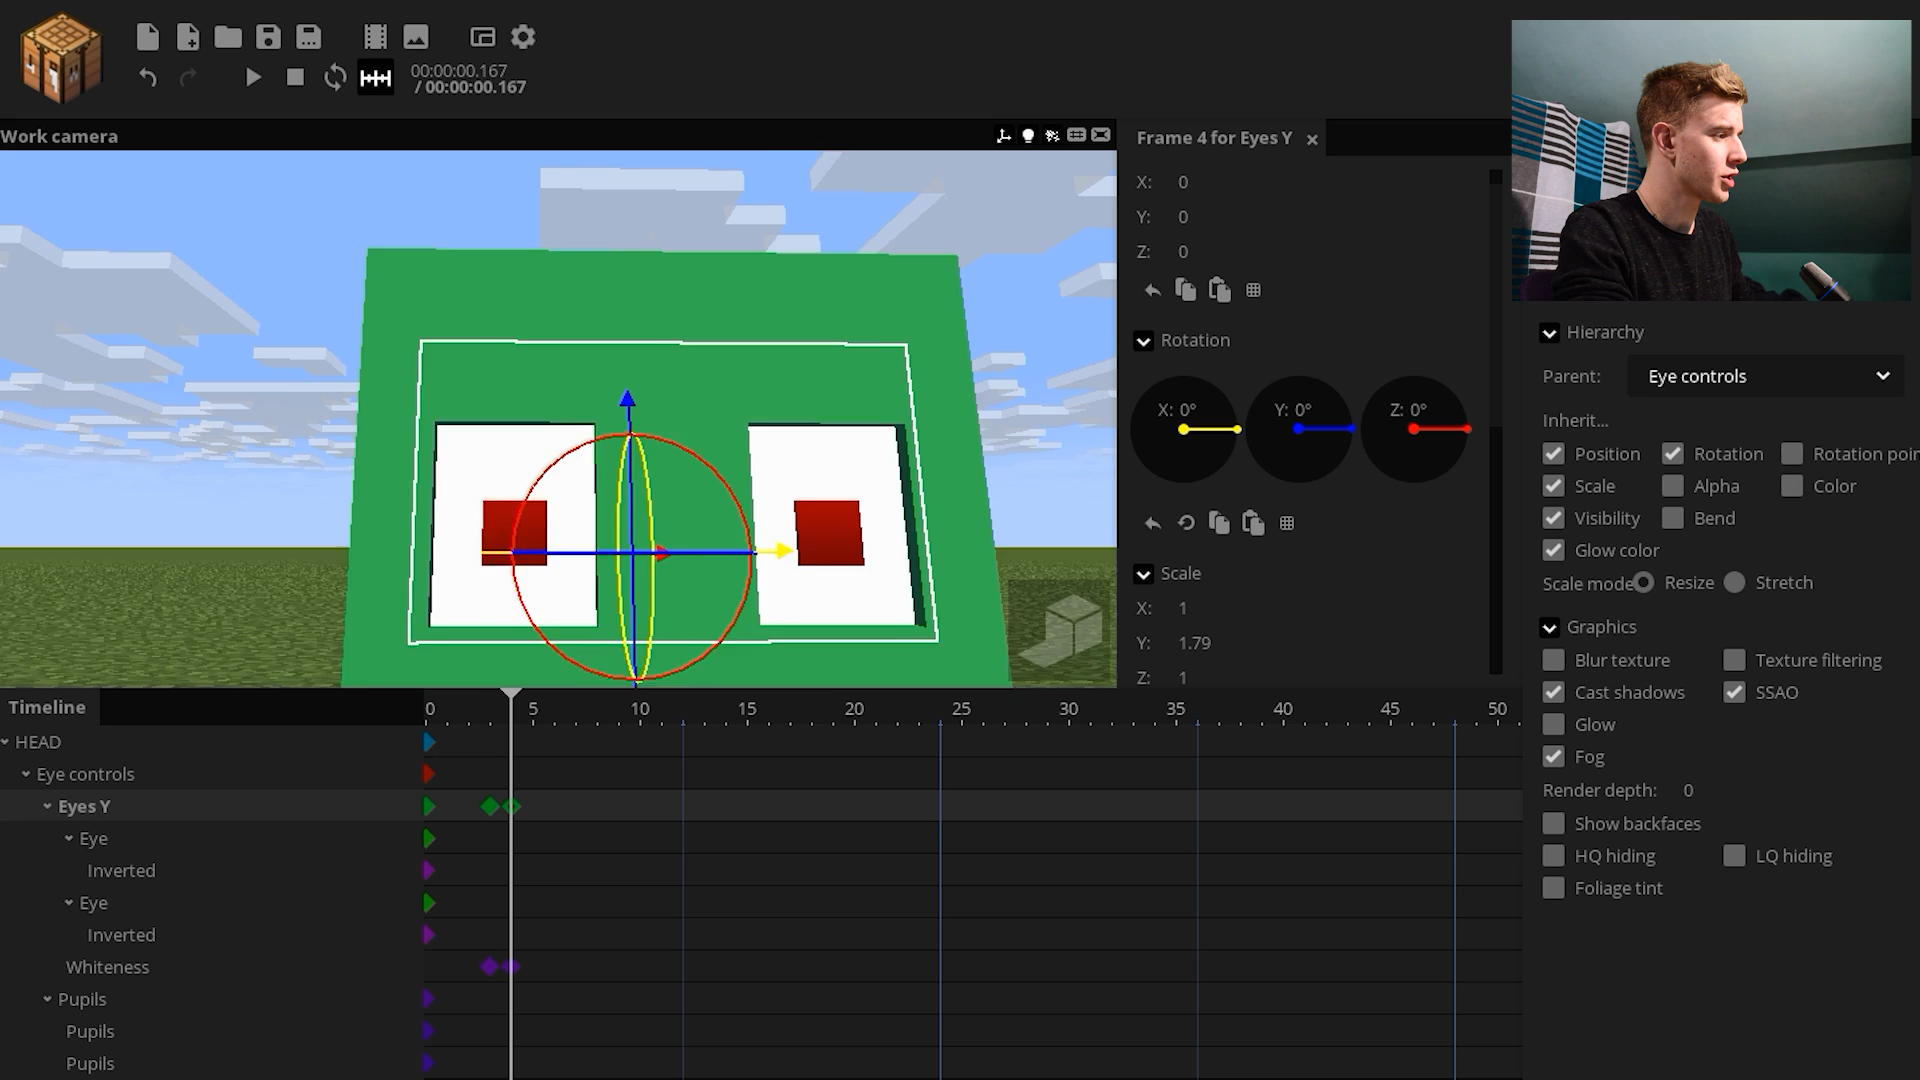 00:00:00.167
/ 00:00:00.167
Work camera
Frame 4 for Eyes Y
X: 0
Y: 0
Z: 0
Rotation
X: 0° Y: 0° Z: 0°
Scale
X: 1
Y: 1.79
Z: 1
Hierarchy
Parent: Eye controls
Inherit...
Position Rotation Rotation poin
Scale Alpha Color
Visibility Bend
Glow color
Scale mode Resize Stretch
Graphics
Blur texture Texture filtering
Cast shadows SSAO
Glow
Fog
Render depth: 0
Show backfaces
HQ hiding LQ hiding
Foliage tint
Timeline
0 5 10 15 20 25 30 35 40 45 50
HEAD
Eye controls
Eyes Y
Eye
Inverted
Eye
Inverted
Whiteness
Pupils
Pupils
Pupils